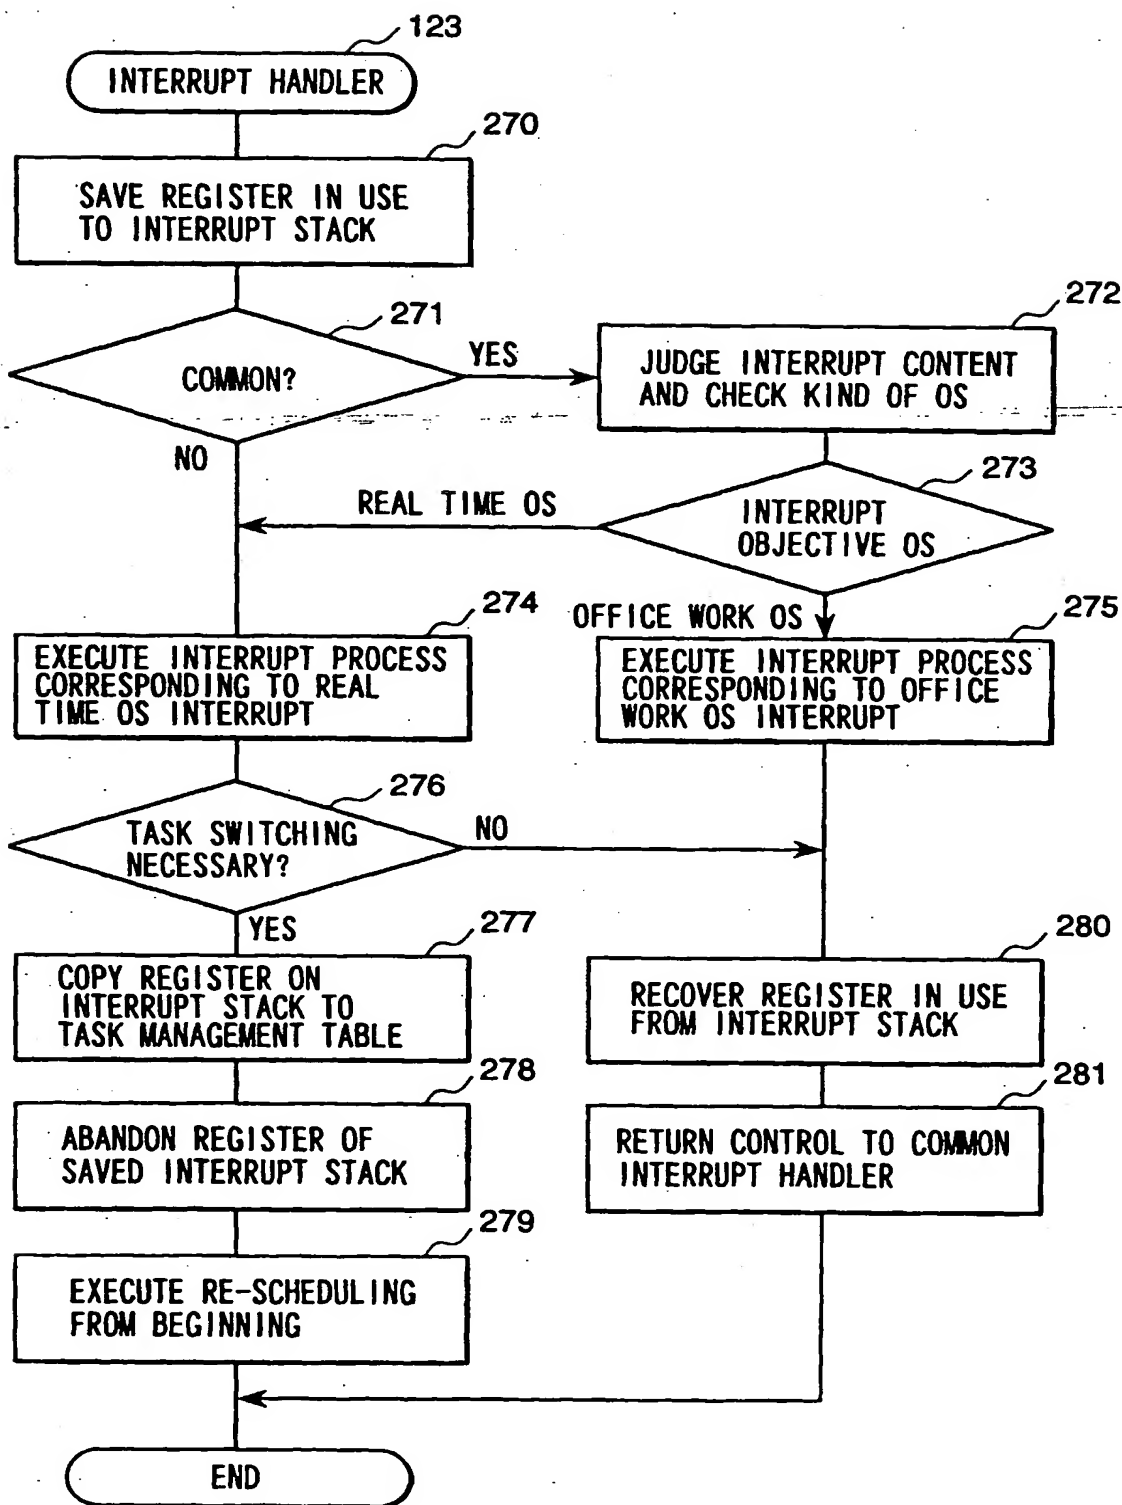 123
INTERRUPT HANDLER
270
SAVE REGISTER IN USE
TO INTERRUPT STACK
271
COMMON?
YES
NO
272
JUDGE INTERRUPT CONTENT
AND CHECK KIND OF OS
273
INTERRUPT
OBJECTIVE OS
REAL TIME OS
OFFICE WORK OS
274
EXECUTE INTERRUPT PROCESS
CORRESPONDING TO REAL
TIME OS INTERRUPT
275
EXECUTE INTERRUPT PROCESS
CORRESPONDING TO OFFICE
WORK OS INTERRUPT
276
TASK SWITCHING
NECESSARY?
NO
YES
277
COPY REGISTER ON
INTERRUPT STACK TO
TASK MANAGEMENT TABLE
278
ABANDON REGISTER OF
SAVED INTERRUPT STACK
279
EXECUTE RE-SCHEDULING
FROM BEGINNING
280
RECOVER REGISTER IN USE
FROM INTERRUPT STACK
281
RETURN CONTROL TO COMMON
INTERRUPT HANDLER
END